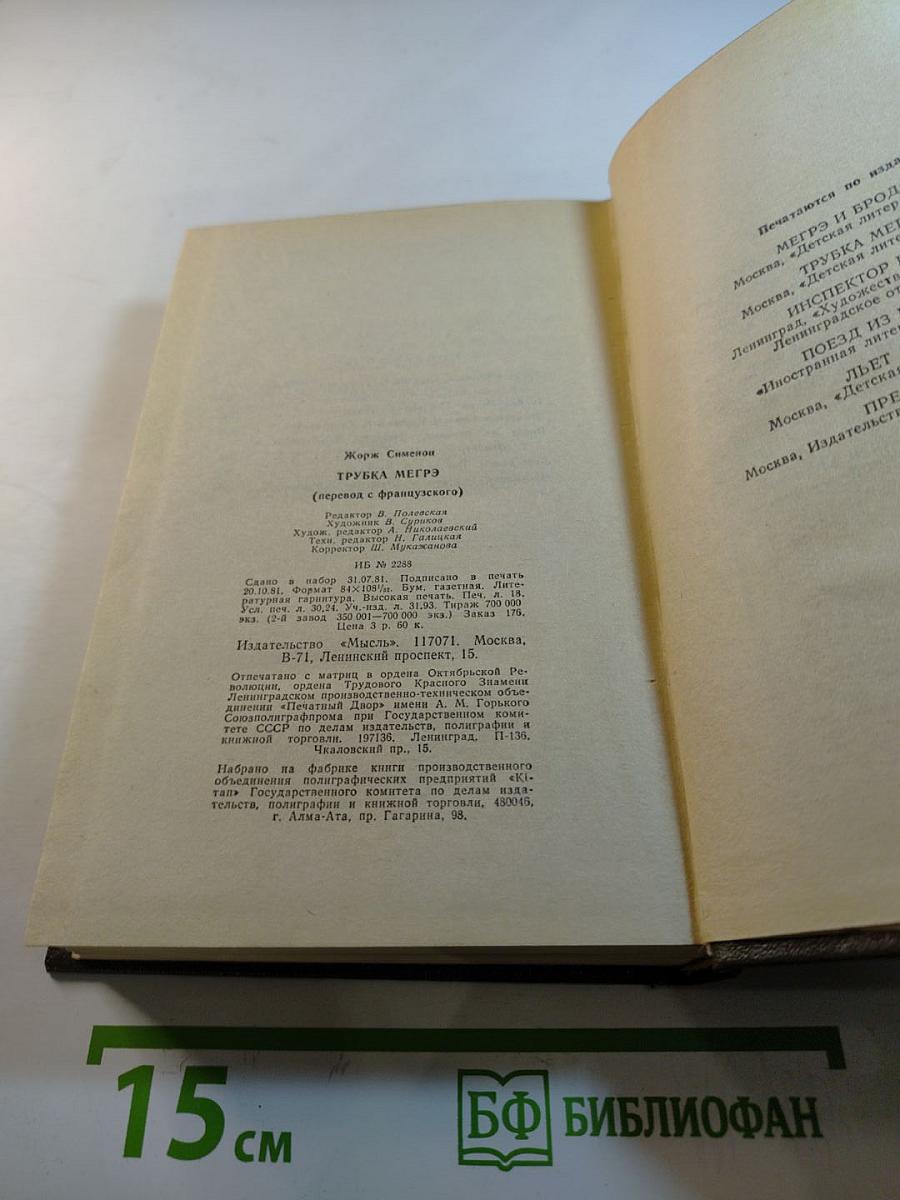 Жорж Сименон
ТРУБКА МЕГРЭ
(перевод с французского)
Редактор В. Полевская
Художник В. Суриков
Худож. редактор А. Николаевский
Техн. редактор Н. Галицкая
Корректор Ш. Мукажанова
ИБ № 2288
Сдано в набор 31.07.81. Подписано в печать
20.10.81. Формат 84×108¹/₃₂. Бум. газетная. Лите-
ратурная гарнитура. Высокая печать. Печ. л. 18.
Усл. печ. л. 30,24. Уч.-изд. л. 31,93. Тираж 700 000
экз. (2-й завод 350 001—700 000 экз.) Заказ 176.
Цена 3 р. 60 к.
Издательство «Мысль». 117071. Москва,
В-71, Ленинский проспект, 15.
Отпечатано с матриц в ордена Октябрьской Ре-
волюции, ордена Трудового Красного Знамени
Ленинградском производственно-техническом объе-
динении «Печатный Двор» имени А. М. Горького
Союзполиграфпрома при Государственном коми-
тете СССР по делам издательств, полиграфии и
книжной торговли. 197136. Ленинград, П-136,
Чкаловский пр., 15.
Набрано на фабрике книги производственного
объединения полиграфических предприятий «Кi-
тап» Государственного комитета по делам изда-
тельств, полиграфии и книжной торговли, 480046,
г. Алма-Ата, пр. Гагарина, 98.
Печатаются по изда
МЕГРЭ И БРОД
Москва, «Детская литер
ТРУБКА МЕГ
Москва, «Детская лите
ИНСПЕКТОР
Ленинград, «Художеств
Ленинградское от
ПОЕЗД ИЗ
«Иностранная литер
ЛЬЕТ
Москва, «Детская
ПРЕ
Москва, Издательств
15 см
БФ БИБЛИОФАН